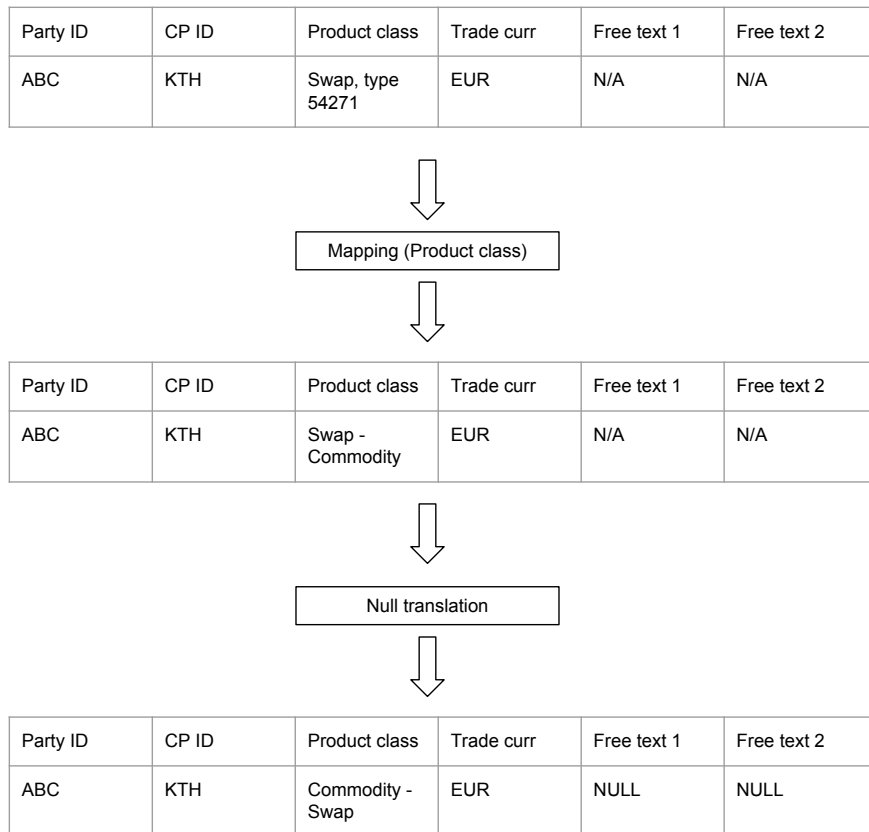 Party ID CP ID Product class Trade curr Free text 1 Free text 2
ABC KTH Swap, type EUR N/A N/A
54271
Mapping (Product class)
Party ID CP ID Product class Trade curr Free text 1 Free text 2
ABC KTH Swap - EUR N/A N/A
Commodity
Null translation
Party ID CP ID Product class Trade curr Free text 1 Free text 2
ABC KTH Commodity - EUR NULL NULL
Swap